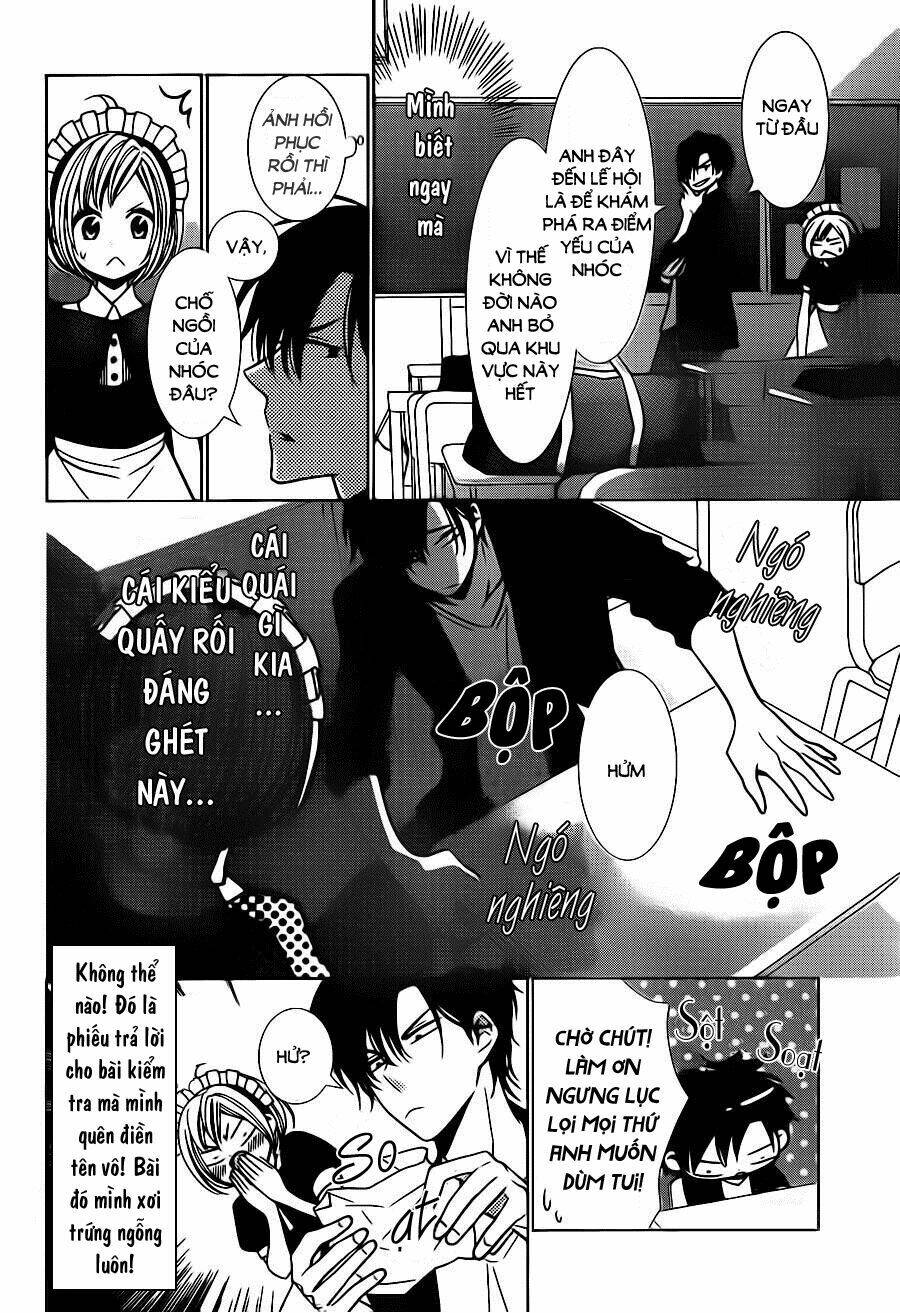 NGAY
TỪ ĐẦU
ANH ĐÂY
ĐẾN LỄ HỘI
LÀ ĐỂ KHÁM
PHÁ RA ĐIỂM
YẾU CỦA
NHÓC
VÌ THẾ
KHÔNG
ĐỜI NÀO
ANH BỎ
QUA KHU
VỰC NÀY
HẾT
Mình
biết
ngay
mà
ẢNH HỒI
PHỤC
RỒI THÌ
PHẢI...
VẬY,
CHỖ
NGỒI
CỦA
NHÓC
ĐÂU?
Ngó
nghiêng
BỘP
HỬM
BỘP
Ngó
nghiêng
CÁI
QUÁI
GÌ
KIA
...
CÁI KIỂU
QUẤY RỐI
ĐÁNG
GHÉT
NÀY...
Sột
Soạt
CHỜ CHÚT!
LÀM ƠN
NGƯNG LỤC
LỌI MỌI THỨ
ANH MUỐN
DÙM TUI!
HỬ?
SO
ạt
Không thể
nào! Đó là
phiếu trả lời
cho bài kiểm
tra mà mình
quên điền
tên vô! Bài
đó mình xơi
trứng ngỗng
luôn!